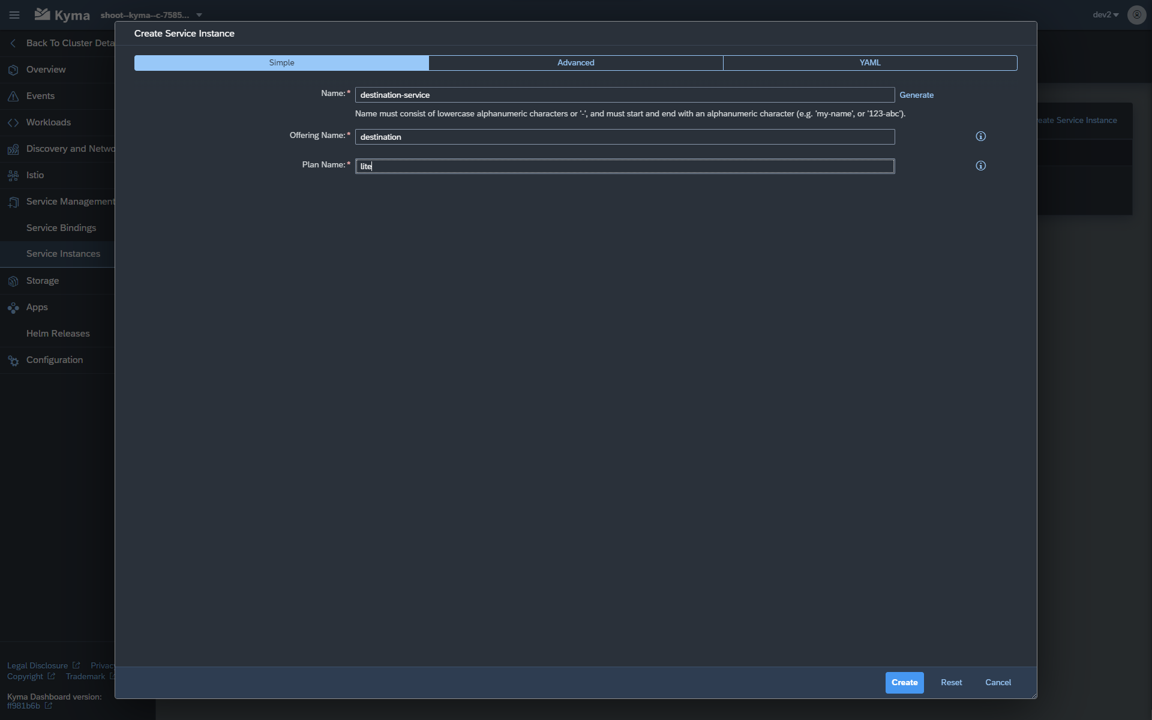 Kyma
shoot--kyma--c-7585...
dev2
Back To Cluster Deta
Overview
Events
Workloads
Discovery and Netwo
Istio
Service Management
Service Bindings
Service Instances
Storage
Apps
Helm Releases
Configuration
Legal Disclosure
Privac
Copyright
Trademark
Kyma Dashboard version:
ff981b6b
Create Service Instance
Simple
Advanced
YAML
Name:*
destination-service
Generate
Name must consist of lowercase alphanumeric characters or '-', and must start and end with an alphanumeric character (e.g. 'my-name', or '123-abc').
Offering Name:*
destination
Plan Name:*
lite
Create
Reset
Cancel
eate Service Instance